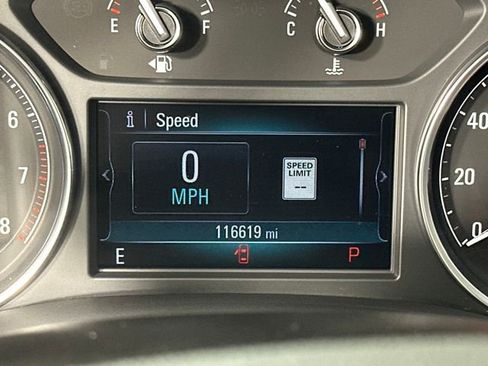 E F C H
i Speed
0
MPH
SPEED
LIMIT
--
116619 mi
E P
6
7
8
40
20
0